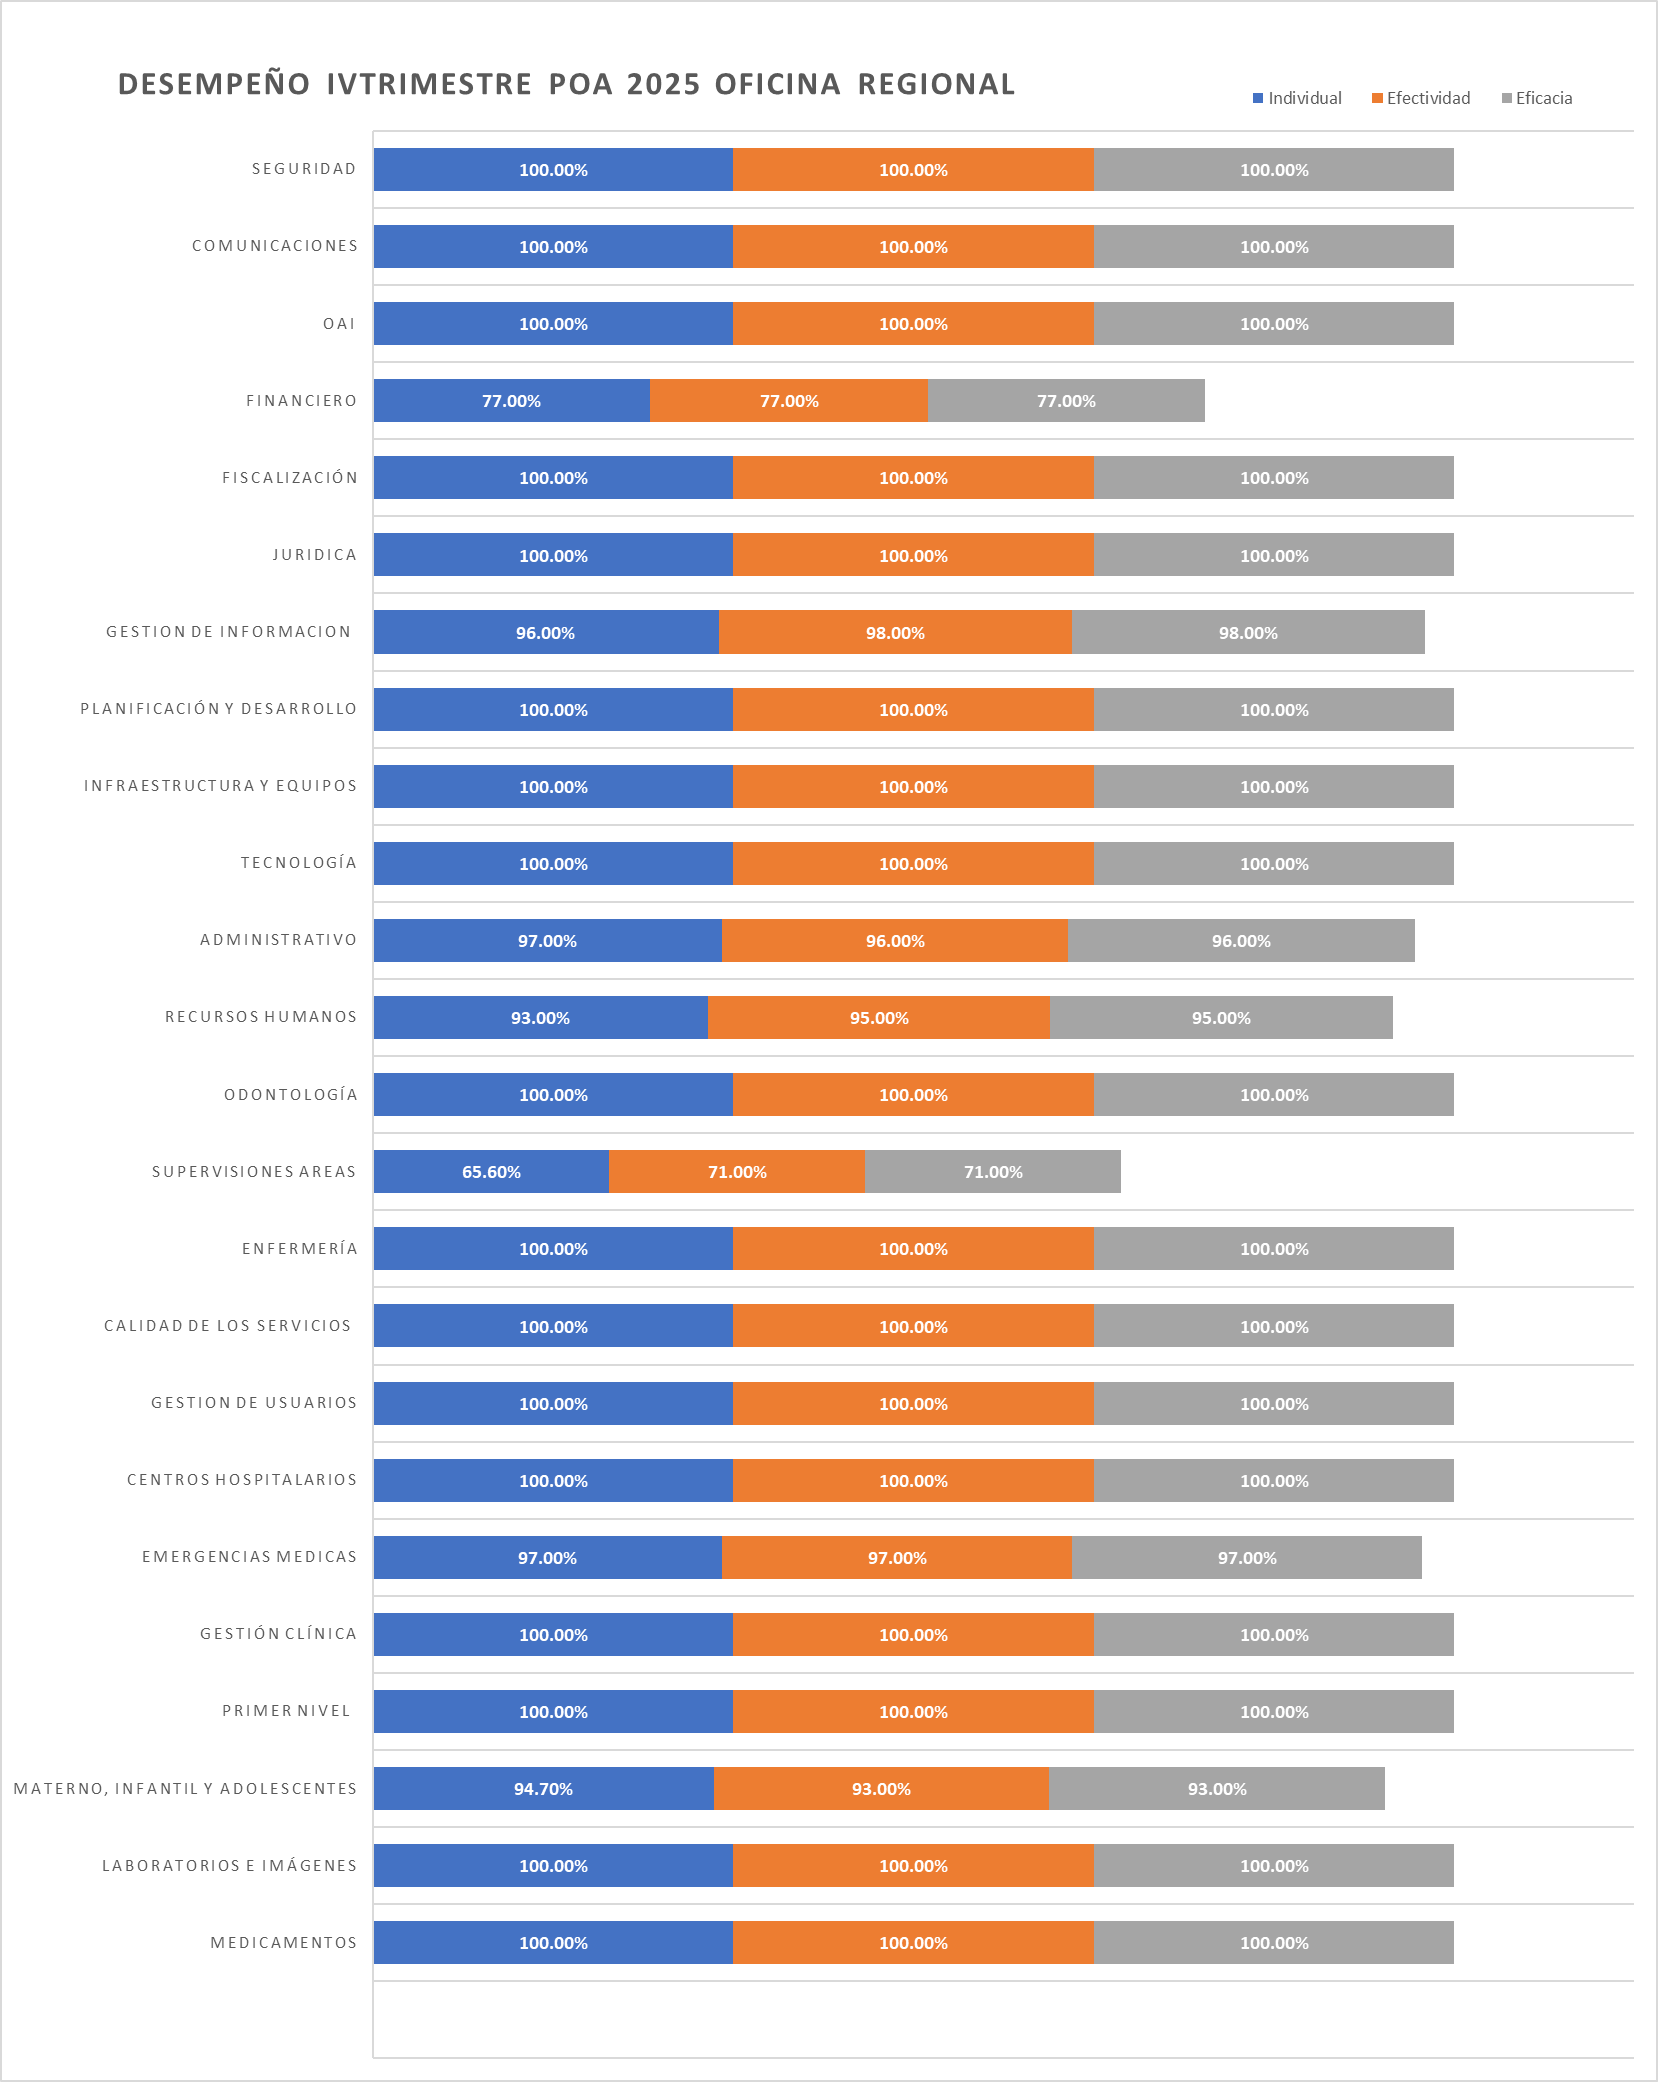 DESEMPEÑO IVTRIMESTRE POA 2025 OFICINA REGIONAL
Individual Efectividad Eficacia
SEGURIDAD 100.00% 100.00% 100.00%
COMUNICACIONES 100.00% 100.00% 100.00%
OAI 100.00% 100.00% 100.00%
FINANCIERO 77.00% 77.00% 77.00%
FISCALIZACIÓN 100.00% 100.00% 100.00%
JURIDICA 100.00% 100.00% 100.00%
GESTION DE INFORMACION 96.00% 98.00% 98.00%
PLANIFICACIÓN Y DESARROLLO 100.00% 100.00% 100.00%
INFRAESTRUCTURA Y EQUIPOS 100.00% 100.00% 100.00%
TECNOLOGÍA 100.00% 100.00% 100.00%
ADMINISTRATIVO 97.00% 96.00% 96.00%
RECURSOS HUMANOS 93.00% 95.00% 95.00%
ODONTOLOGÍA 100.00% 100.00% 100.00%
SUPERVISIONES AREAS 65.60% 71.00% 71.00%
ENFERMERÍA 100.00% 100.00% 100.00%
CALIDAD DE LOS SERVICIOS 100.00% 100.00% 100.00%
GESTION DE USUARIOS 100.00% 100.00% 100.00%
CENTROS HOSPITALARIOS 100.00% 100.00% 100.00%
EMERGENCIAS MEDICAS 97.00% 97.00% 97.00%
GESTIÓN CLÍNICA 100.00% 100.00% 100.00%
PRIMER NIVEL 100.00% 100.00% 100.00%
MATERNO, INFANTIL Y ADOLESCENTES 94.70% 93.00% 93.00%
LABORATORIOS E IMÁGENES 100.00% 100.00% 100.00%
MEDICAMENTOS 100.00% 100.00% 100.00%